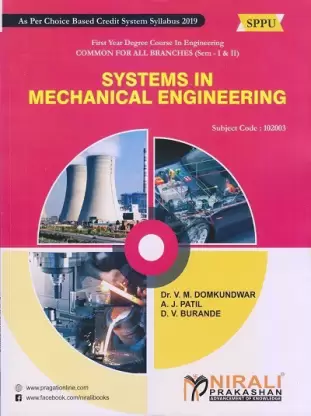 As Per Choice Based Credit System Syllabus 2019
SPPU
First Year Degree Course In Engineering
COMMON FOR ALL BRANCHES (Sem - I & II)
SYSTEMS IN
MECHANICAL ENGINEERING
Subject Code : 102003
Dr. V. M. DOMKUNDWAR
A. J. PATIL
D. V. BURANDE
www.pragationline.com
www.facebook.com/niralibooks
NIRALI
PRAKASHAN
ADVANCEMENT OF KNOWLEDGE